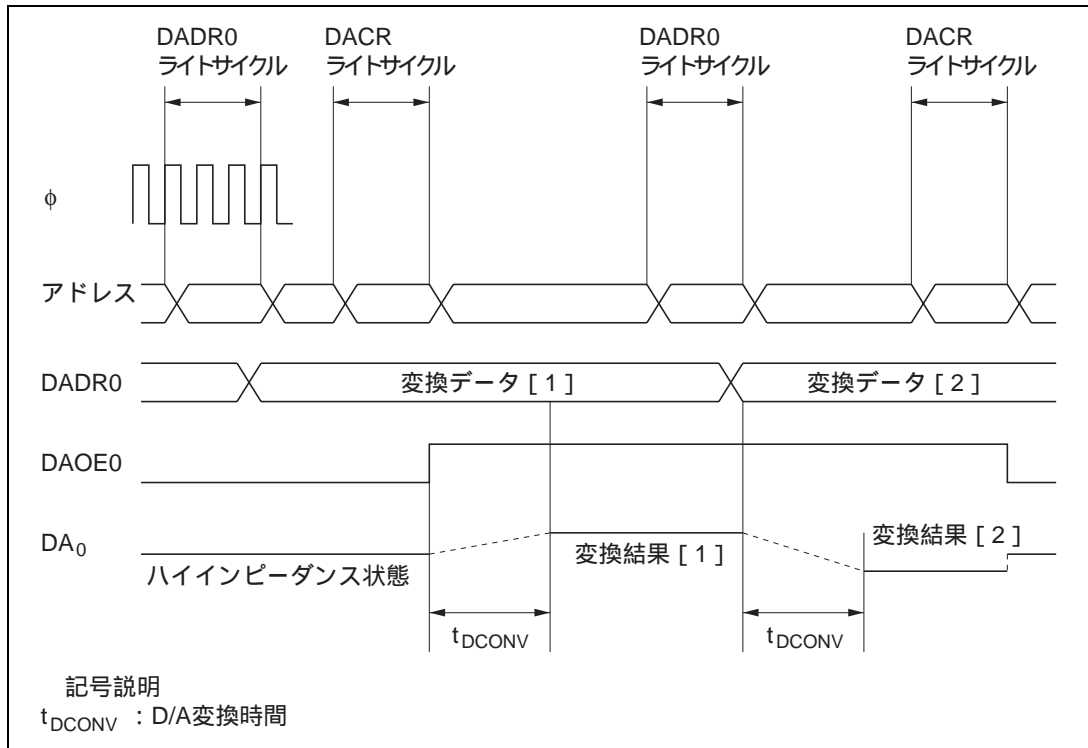 DADR0
ライトサイクル
DACR
ライトサイクル
DADR0
ライトサイクル
DACR
ライトサイクル
φ
アドレス
DADR0
変換データ［1］
変換データ［2］
DAOE0
DA0
ハイインピーダンス状態
変換結果［1］
変換結果［2］
tDCONV
tDCONV
記号説明
tDCONV ：D/A変換時間